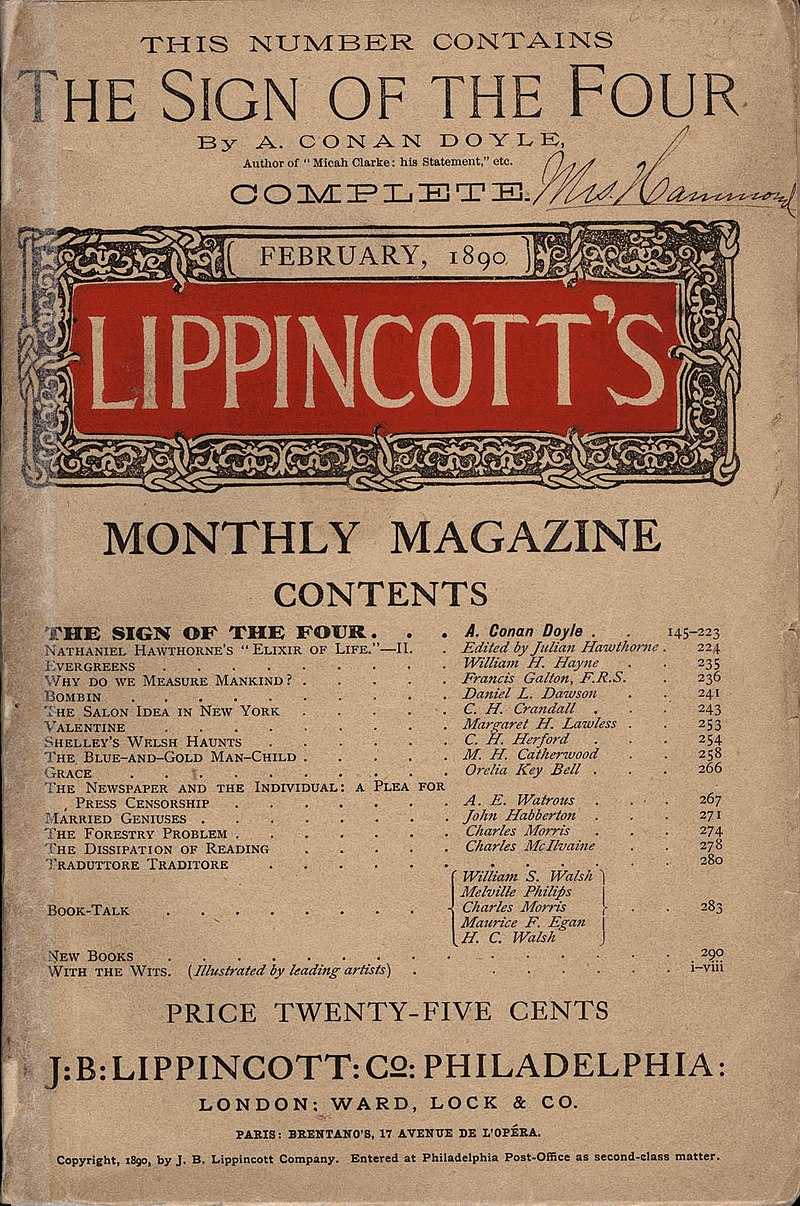 THIS NUMBER CONTAINS
THE SIGN OF THE FOUR
By A. CONAN DOYLE,
Author of "Micah Clarke: his Statement," etc.
COMPLETE.
Mrs. Hammond
FEBRUARY, 1890
LIPPINCOTT'S
MONTHLY MAGAZINE
CONTENTS
THE SIGN OF THE FOUR . . . A. Conan Doyle . . 145–223
NATHANIEL HAWTHORNE'S "ELIXIR OF LIFE."—II. . Edited by Julian Hawthorne . 224
EVERGREENS . . . . . . . . William H. Hayne . . 235
WHY DO WE MEASURE MANKIND? . . . . . Francis Galton, F.R.S. . 236
BOMBIN . . . . . . . . . Daniel L. Dawson . . 241
THE SALON IDEA IN NEW YORK . . . . . C. H. Crandall . . . 243
VALENTINE . . . . . . . . Margaret H. Lawless . . 253
SHELLEY'S WELSH HAUNTS . . . . . . C. H. Herford . . . 254
THE BLUE-AND-GOLD MAN-CHILD . . . . . M. H. Catherwood . . 258
GRACE . . . . . . . . . Orelia Key Bell . . . 266
THE NEWSPAPER AND THE INDIVIDUAL: A PLEA FOR
PRESS CENSORSHIP . . . . . . A. E. Watrous . . . 267
MARRIED GENIUSES . . . . . . . John Habberton . . . 271
THE FORESTRY PROBLEM . . . . . . Charles Morris . . . 274
THE DISSIPATION OF READING . . . . . Charles McIlvaine . . 278
TRADUTTORE TRADITORE . . . . . . . . . . 280
BOOK-TALK . . . . . . . . William S. Walsh
Melville Philips
Charles Morris . . 283
Maurice F. Egan
H. C. Walsh
NEW BOOKS . . . . . . . . . . . . . 290
WITH THE WITS. (Illustrated by leading artists) . . . . . . i–viii
PRICE TWENTY-FIVE CENTS
J:B:LIPPINCOTT:Co:PHILADELPHIA:
LONDON: WARD, LOCK & CO.
PARIS: BRENTANO'S, 17 AVENUE DE L'OPÉRA.
Copyright, 1890, by J. B. Lippincott Company. Entered at Philadelphia Post-Office as second-class matter.